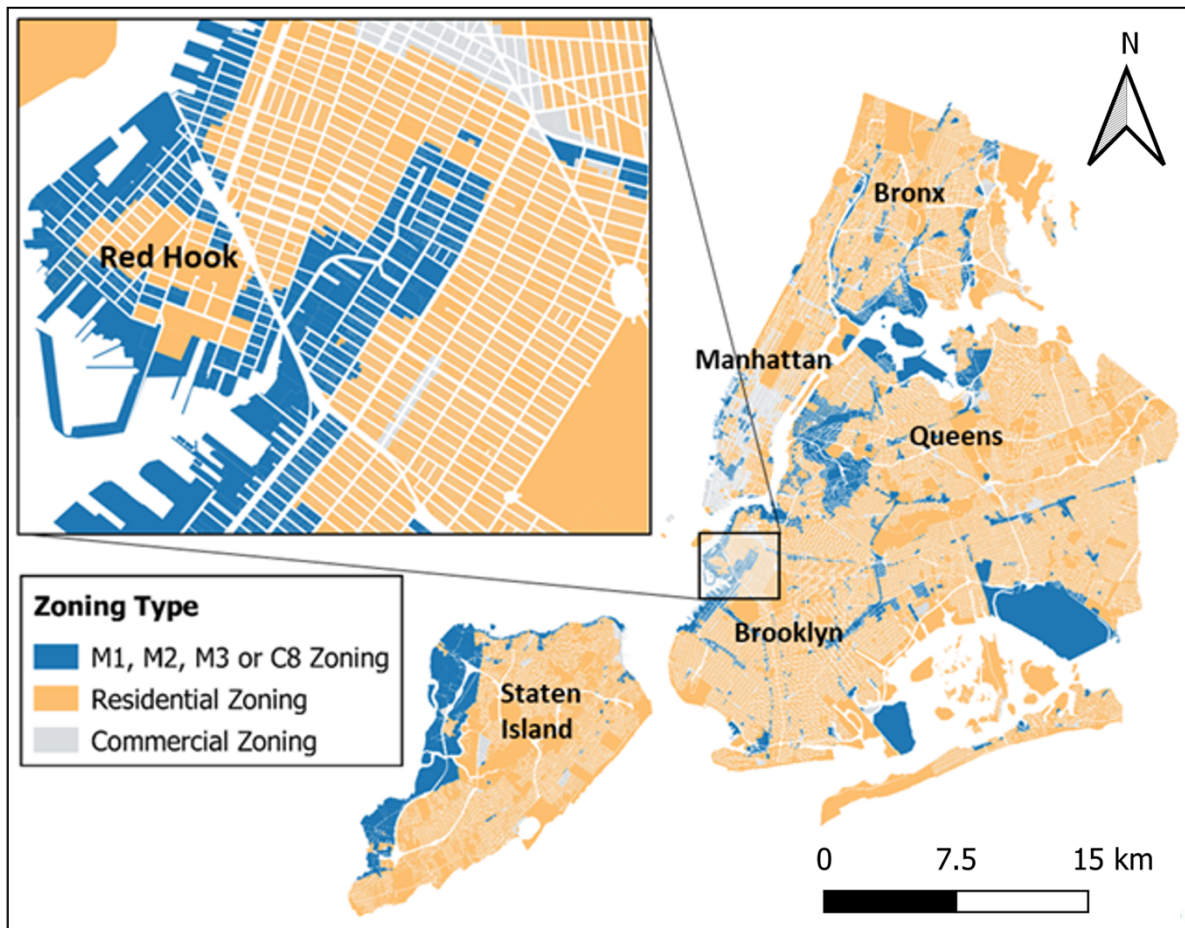 N
Bronx
Red Hook
Manhattan
Queens
Zoning Type
M1, M2, M3 or C8 Zoning
Residential Zoning
Commercial Zoning
Brooklyn
Staten
Island
0 7.5 15 km